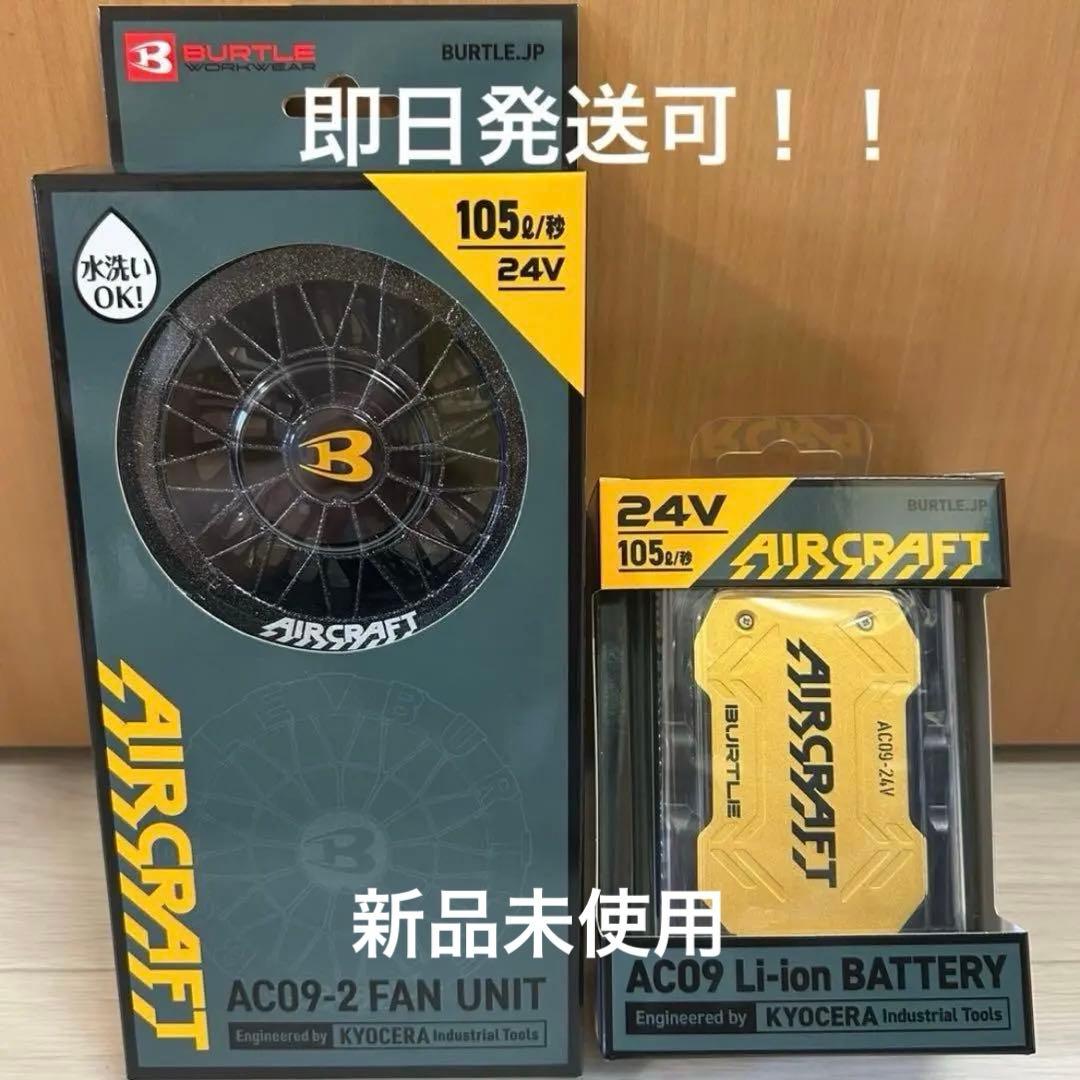 BURTLE
WORKWEAR
BURTLE.JP
即日発送可！！
105ℓ/秒
24V
水洗い
OK!
B
AIRCRAFT
AIRCRAFT
B
AC09-2 FAN UNIT
Engineered by KYOCERA Industrial Tools
24V
105ℓ/秒
BURTLE.JP
AIRCRAFT
BURTLE
AIRCRAFT
AC09-24V
新品未使用
AC09 Li-ion BATTERY
Engineered by KYOCERA Industrial Tools